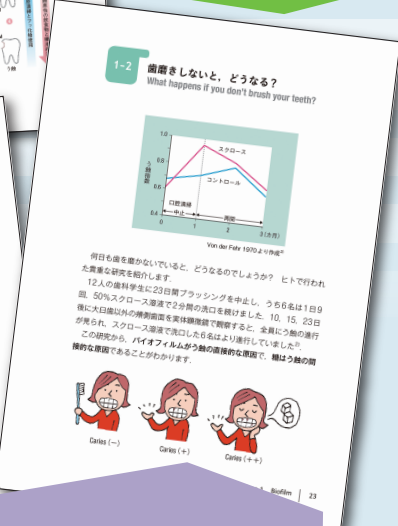 う蝕
1-2
歯磨きしないと、どうなる？
What happens if you don't brush your teeth?
1.0
0.8
0.6
0.4
う蝕指数
スクロース
コントロール
口腔清掃
中止
再開
0
1
2
3（カ月）
Von der Fehr 1970より作成
何日も歯を磨かないでいると、どうなるのでしょうか？ ヒトで行われ
た貴重な研究を紹介します．
12人の歯科学生に23日間ブラッシングを中止し、うち6名は1日9
回、50％スクロース溶液で2分間の洗口を続けました．10、15、23日
後に大臼歯以外の頬側歯面を実体顕微鏡で観察すると、全員にう蝕の進行
が見られ、スクロース溶液で洗口した6名はより進行していました
この研究から、バイオフィルムがう蝕の直接的な原因で、糖はう蝕の間
接的な原因であることがわかります．
Caries（－）
Caries（＋）
Caries（＋＋）
Biofilm
23